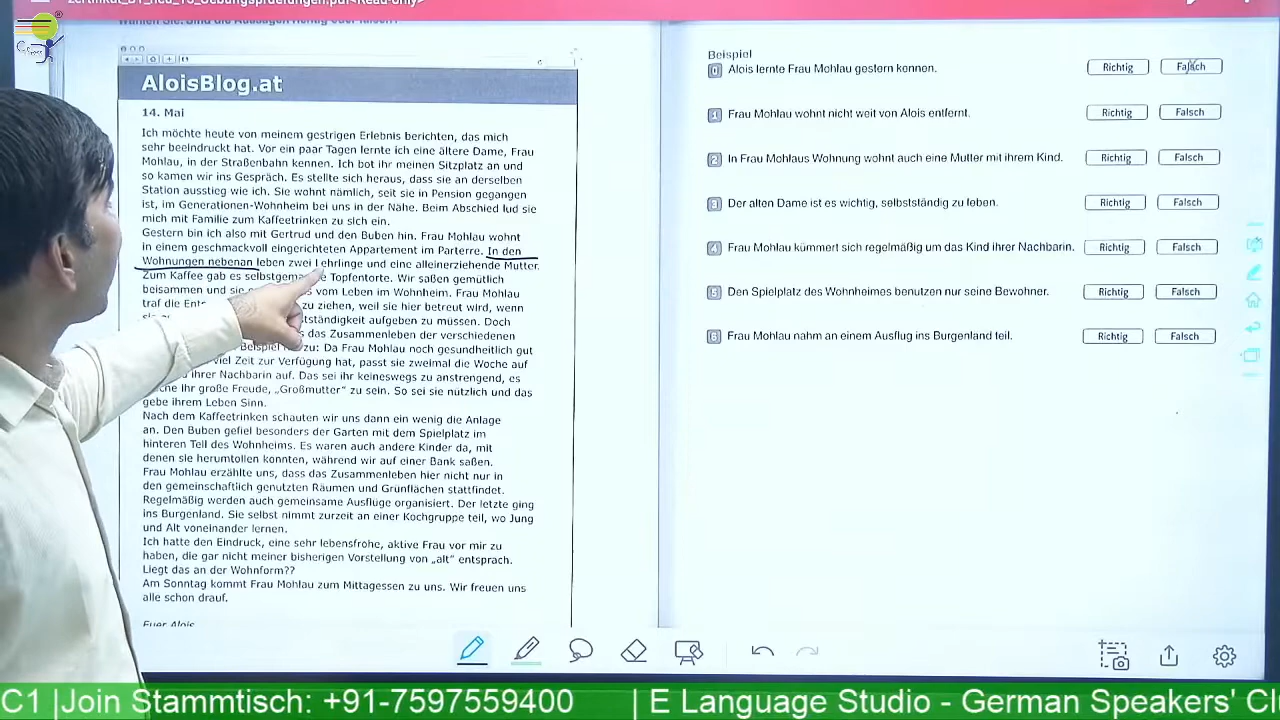 zertifikat_B1_neu_16_Uebungspruefungen.pdf <Read-only>
Wählen Sie: Sind die Aussagen Richtig oder Falsch?
AloisBlog.at
14. Mai
Ich möchte heute von meinem gestrigen Erlebnis berichten, das mich
sehr beeindruckt hat. Vor ein paar Tagen lernte ich eine ältere Dame, Frau
Mohlau, in der Straßenbahn kennen. Ich bot ihr meinen Sitzplatz an und
so kamen wir ins Gespräch. Es stellte sich heraus, dass sie an derselben
Station ausstieg wie ich. Sie wohnt nämlich, seit sie in Pension gegangen
ist, im Generationen-Wohnheim bei uns in der Nähe. Beim Abschied lud sie
mich mit Familie zum Kaffeetrinken zu sich ein.
Gestern bin ich also mit Gertrud und den Buben hin. Frau Mohlau wohnt
in einem geschmackvoll eingerichteten Appartement im Parterre. In den
Wohnungen nebenan leben zwei Lehrlinge und eine alleinerziehende Mutter.
Zum Kaffee gab es Topfentorte. Wir saßen gemütlich
beisammen und sie vom Leben im Wohnheim. Frau Mohlau
traf die zu ziehen, weil sie hier betreut wird, wenn
aufgeben zu müssen. Doch
das Zusammenleben der verschiedenen
Beispiel zu: Da Frau Mohlau noch gesundheitlich gut
viel Zeit zur Verfügung hat, passt sie zweimal die Woche auf
ihrer Nachbarin auf. Das sei ihr keineswegs zu anstrengend, es
ihr große Freude, „Großmutter" zu sein. So sei sie nützlich und das
gebe ihrem Leben Sinn.
Nach dem Kaffeetrinken schauten wir uns dann ein wenig die Anlage
an. Den Buben gefiel besonders der Garten mit dem Spielplatz im
hinteren Teil des Wohnheims. Es waren auch andere Kinder da, mit
denen sie herumtollen konnten, während wir auf einer Bank saßen.
Frau Mohlau erzählte uns, dass das Zusammenleben hier nicht nur in
den gemeinschaftlich genutzten Räumen und Grünflächen stattfindet.
Regelmäßig werden auch gemeinsame Ausflüge organisiert. Der letzte ging
ins Burgenland. Sie selbst nimmt zurzeit an einer Kochgruppe teil, wo Jung
und Alt voneinander lernen.
Ich hatte den Eindruck, eine sehr lebensfrohe, aktive Frau vor mir zu
haben, die gar nicht meiner bisherigen Vorstellung von „alt" entsprach.
Liegt das an der Wohnform??
Am Sonntag kommt Frau Mohlau zum Mittagessen zu uns. Wir freuen uns
alle schon drauf.
Euer Alois
Beispiel
0 Alois lernte Frau Mohlau gestern kennen. Richtig Falsch
1 Frau Mohlau wohnt nicht weit von Alois entfernt. Richtig Falsch
2 In Frau Mohlaus Wohnung wohnt auch eine Mutter mit ihrem Kind. Richtig Falsch
3 Der alten Dame ist es wichtig, selbstständig zu leben. Richtig Falsch
4 Frau Mohlau kümmert sich regelmäßig um das Kind ihrer Nachbarin. Richtig Falsch
5 Den Spielplatz des Wohnheimes benutzen nur seine Bewohner. Richtig Falsch
6 Frau Mohlau nahm an einem Ausflug ins Burgenland teil. Richtig Falsch
C1 |Join Stammtisch: +91-7597559400 | E Language Studio - German Speakers' Cl